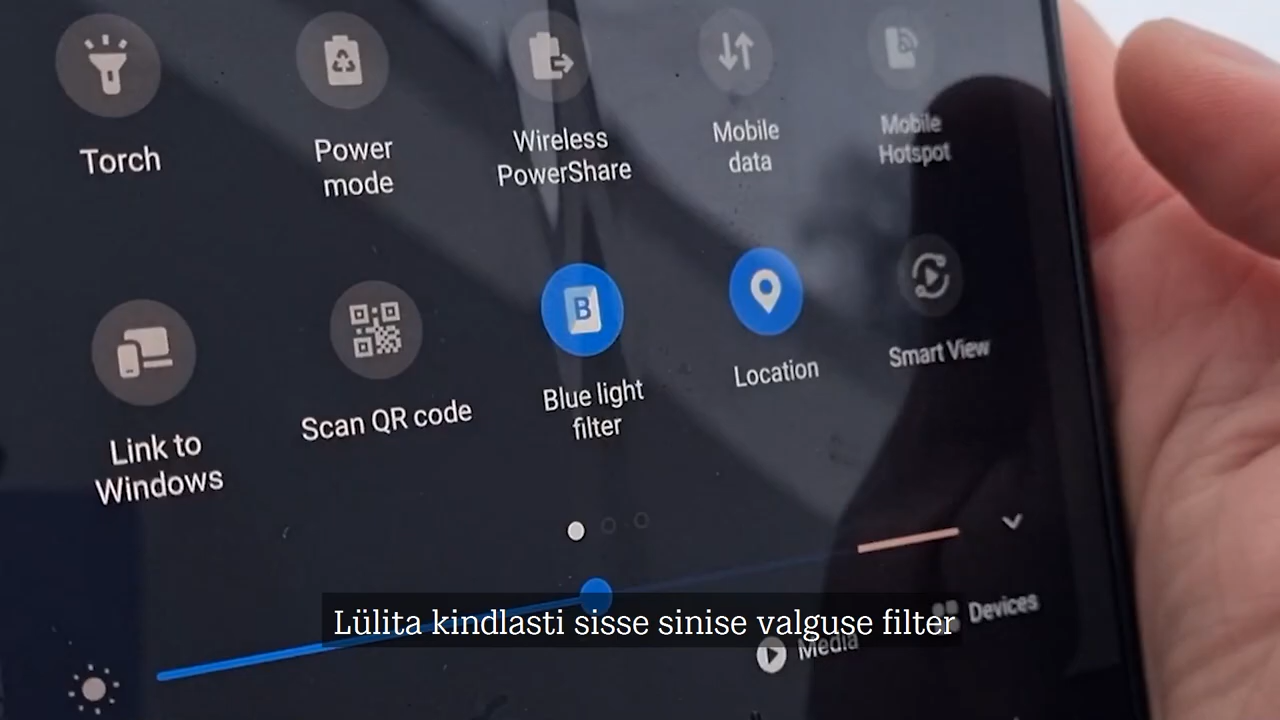 Torch
Power
mode
Wireless
PowerShare
Mobile
data
Mobile
Hotspot
Link to
Windows
Scan QR code
B
Blue light
filter
Location
Smart View
Devices
Media
Lülita kindlasti sisse sinise valguse filter